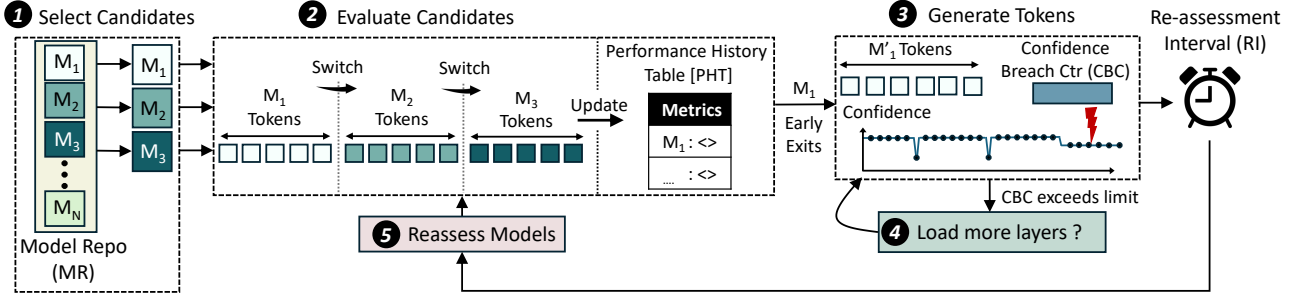 1 Select Candidates
M1
M2
M3
MN
Model Repo
(MR)
M1
M2
M3
2 Evaluate Candidates
Switch
Switch
M1
Tokens
M2
Tokens
M3
Tokens
Update
Performance History
Table [PHT]
Metrics
M1 : <>
.... : <>
M1
Early
Exits
3 Generate Tokens
M'1 Tokens
Confidence
Breach Ctr (CBC)
Confidence
CBC exceeds limit
4 Load more layers ?
5 Reassess Models
Re-assessment
Interval (RI)